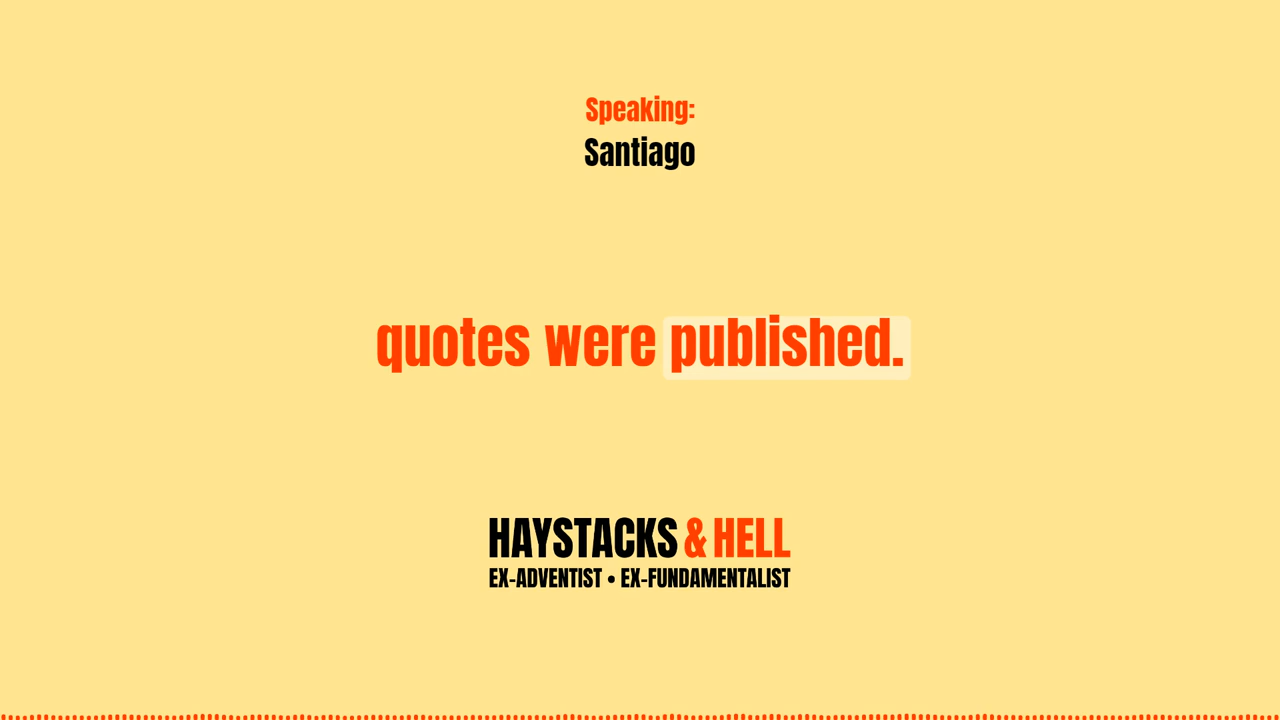 Speaking:
Santiago
quotes were published.
HAYSTACKS & HELL
EX-ADVENTIST • EX-FUNDAMENTALIST